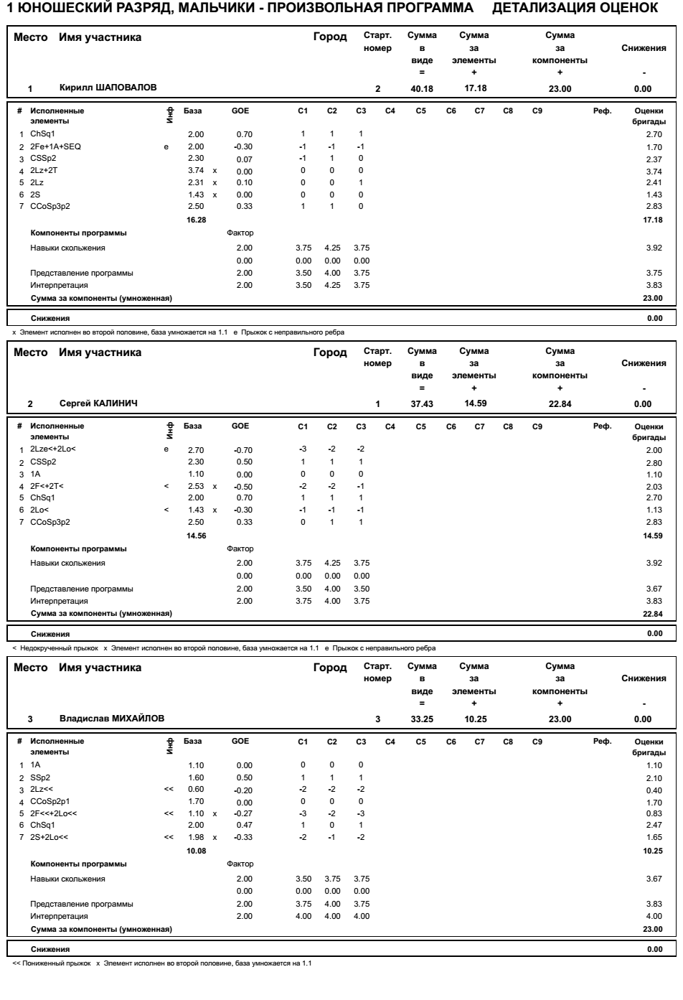 1 ЮНОШЕСКИЙ РАЗРЯД, МАЛЬЧИКИ - ПРОИЗВОЛЬНАЯ ПРОГРАММА ДЕТАЛИЗАЦИЯ ОЦЕНОК
Место Имя участника Город Старт. Сумма Сумма Сумма
номер в за за Снижения
виде элементы компоненты
= + + -
1 Кирилл ШАПОВАЛОВ 2 40.18 17.18 23.00 0.00
# Исполненные Инф База GOE C1 C2 C3 C4 C5 C6 C7 C8 C9 Реф. Оценки
элементы бригады
1 ChSq1 2.00 0.70 1 1 1 2.70
2 2Fe+1A+SEQ e 2.00 -0.30 -1 -1 -1 1.70
3 CSSp2 2.30 0.07 -1 1 0 2.37
4 2Lz+2T 3.74 x 0.00 0 0 0 3.74
5 2Lz 2.31 x 0.10 0 0 1 2.41
6 2S 1.43 x 0.00 0 0 0 1.43
7 CCoSp3p2 2.50 0.33 1 1 0 2.83
16.28 17.18
Компоненты программы Фактор
Навыки скольжения 2.00 3.75 4.25 3.75 3.92
0.00 0.00 0.00 0.00
Представление программы 2.00 3.50 4.00 3.75 3.75
Интерпретация 2.00 3.50 4.25 3.75 3.83
Сумма за компоненты (умноженная) 23.00
Снижения 0.00
x Элемент исполнен во второй половине, база умножается на 1.1 e Прыжок с неправильного ребра
Место Имя участника Город Старт. Сумма Сумма Сумма
номер в за за Снижения
виде элементы компоненты
= + + -
2 Сергей КАЛИНИЧ 1 37.43 14.59 22.84 0.00
# Исполненные Инф База GOE C1 C2 C3 C4 C5 C6 C7 C8 C9 Реф. Оценки
элементы бригады
1 2Lze<+2Lo< e 2.70 -0.70 -3 -2 -2 2.00
2 CSSp2 2.30 0.50 1 1 1 2.80
3 1A 1.10 0.00 0 0 0 1.10
4 2F<+2T< < 2.53 x -0.50 -2 -2 -1 2.03
5 ChSq1 2.00 0.70 1 1 1 2.70
6 2Lo< < 1.43 x -0.30 -1 -1 -1 1.13
7 CCoSp3p2 2.50 0.33 0 1 1 2.83
14.56 14.59
Компоненты программы Фактор
Навыки скольжения 2.00 3.75 4.25 3.75 3.92
0.00 0.00 0.00 0.00
Представление программы 2.00 3.50 4.00 3.50 3.67
Интерпретация 2.00 3.75 4.00 3.75 3.83
Сумма за компоненты (умноженная) 22.84
Снижения 0.00
< Недокрученный прыжок x Элемент исполнен во второй половине, база умножается на 1.1 e Прыжок с неправильного ребра
Место Имя участника Город Старт. Сумма Сумма Сумма
номер в за за Снижения
виде элементы компоненты
= + + -
3 Владислав МИХАЙЛОВ 3 33.25 10.25 23.00 0.00
# Исполненные Инф База GOE C1 C2 C3 C4 C5 C6 C7 C8 C9 Реф. Оценки
элементы бригады
1 1A 1.10 0.00 0 0 0 1.10
2 SSp2 1.60 0.50 1 1 1 2.10
3 2Lz<< << 0.60 -0.20 -2 -2 -2 0.40
4 CCoSp2p1 1.70 0.00 0 0 0 1.70
5 2F<<+2Lo<< << 1.10 x -0.27 -3 -2 -3 0.83
6 ChSq1 2.00 0.47 1 0 1 2.47
7 2S+2Lo<< << 1.98 x -0.33 -2 -1 -2 1.65
10.08 10.25
Компоненты программы Фактор
Навыки скольжения 2.00 3.50 3.75 3.75 3.67
0.00 0.00 0.00 0.00
Представление программы 2.00 3.75 4.00 3.75 3.83
Интерпретация 2.00 4.00 4.00 4.00 4.00
Сумма за компоненты (умноженная) 23.00
Снижения 0.00
<< Пониженный прыжок x Элемент исполнен во второй половине, база умножается на 1.1